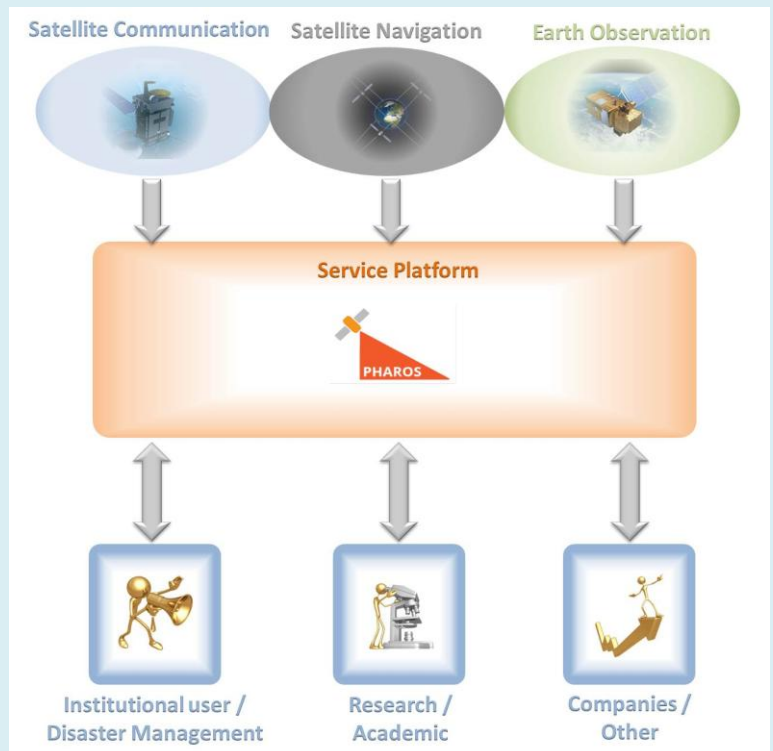 Satellite Communication
Satellite Navigation
Earth Observation
Service Platform
PHAROS
Institutional user /
Disaster Management
Research /
Academic
Companies /
Other